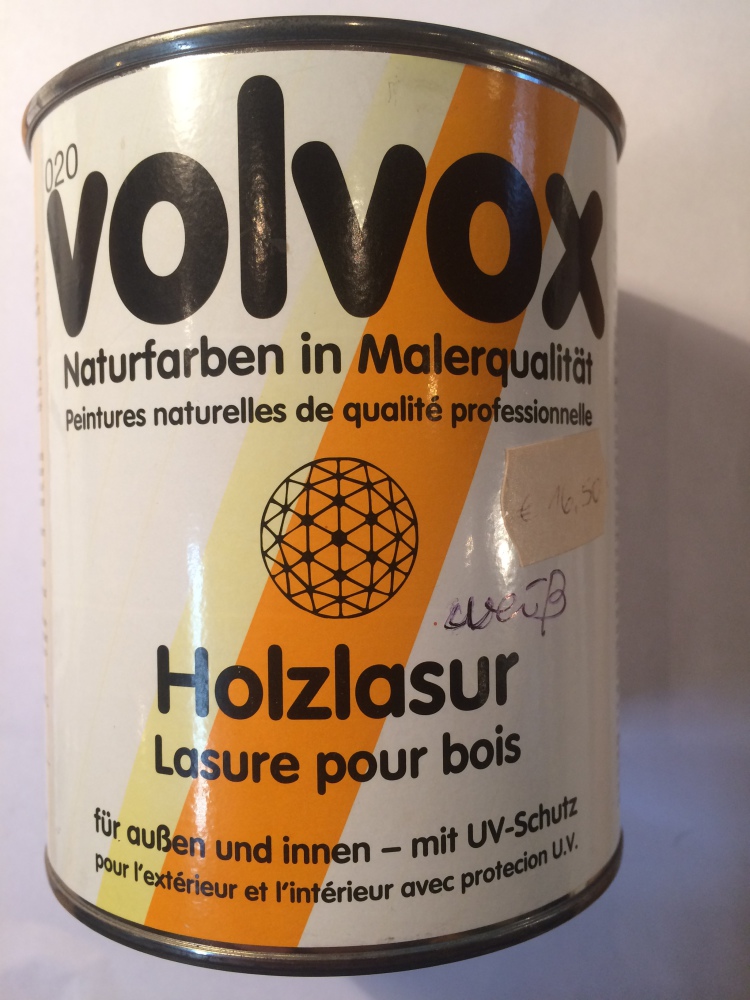 020
volvox
Naturfarben in Malerqualität
Peintures naturelles de qualité professionnelle
€ 16,50
weiß
Holzlasur
Lasure pour bois
für außen und innen – mit UV-Schutz
pour l'extérieur et l'intérieur avec protecion U.V.